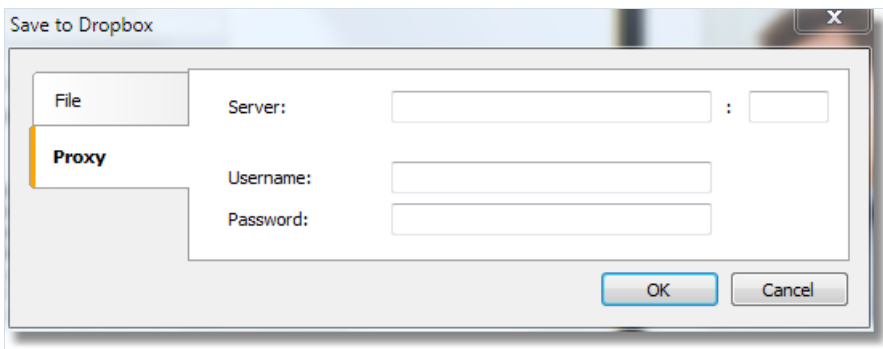 Save to Dropbox
X
File
Server:
:
Proxy
Username:
Password:
OK
Cancel